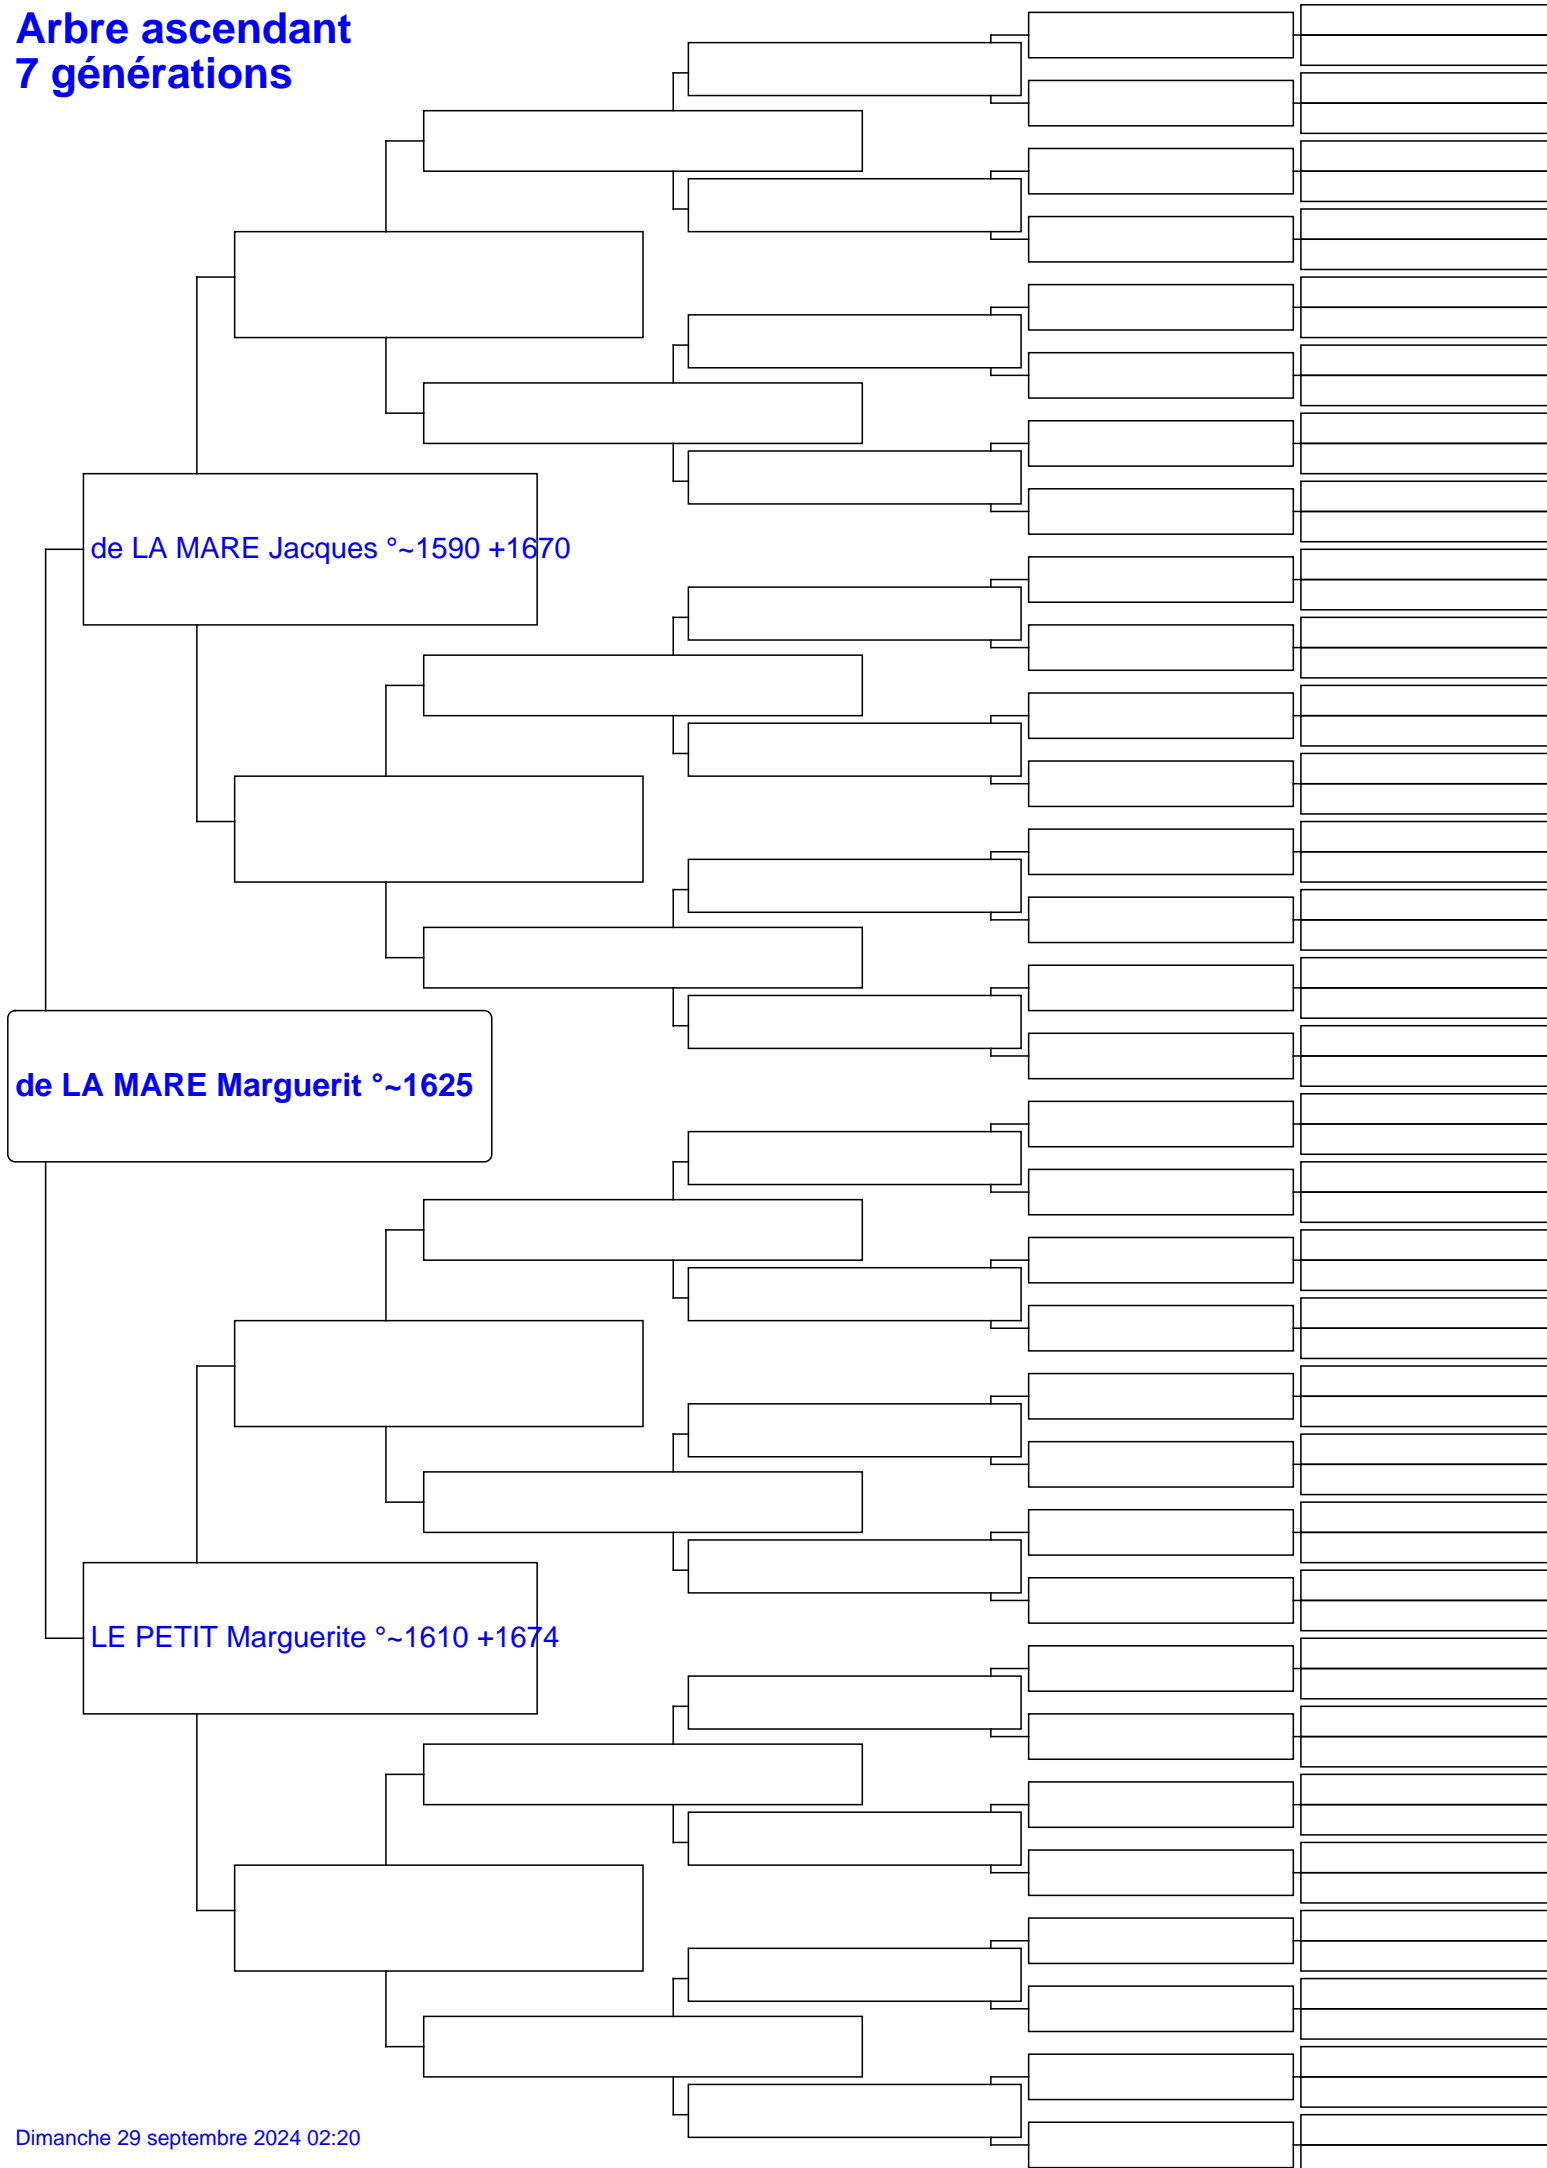 Arbre ascendant
7 générations
de LA MARE Jacques °~1590 +1670
de LA MARE Marguerit °~1625
LE PETIT Marguerite °~1610 +1674
Dimanche 29 septembre 2024 02:20